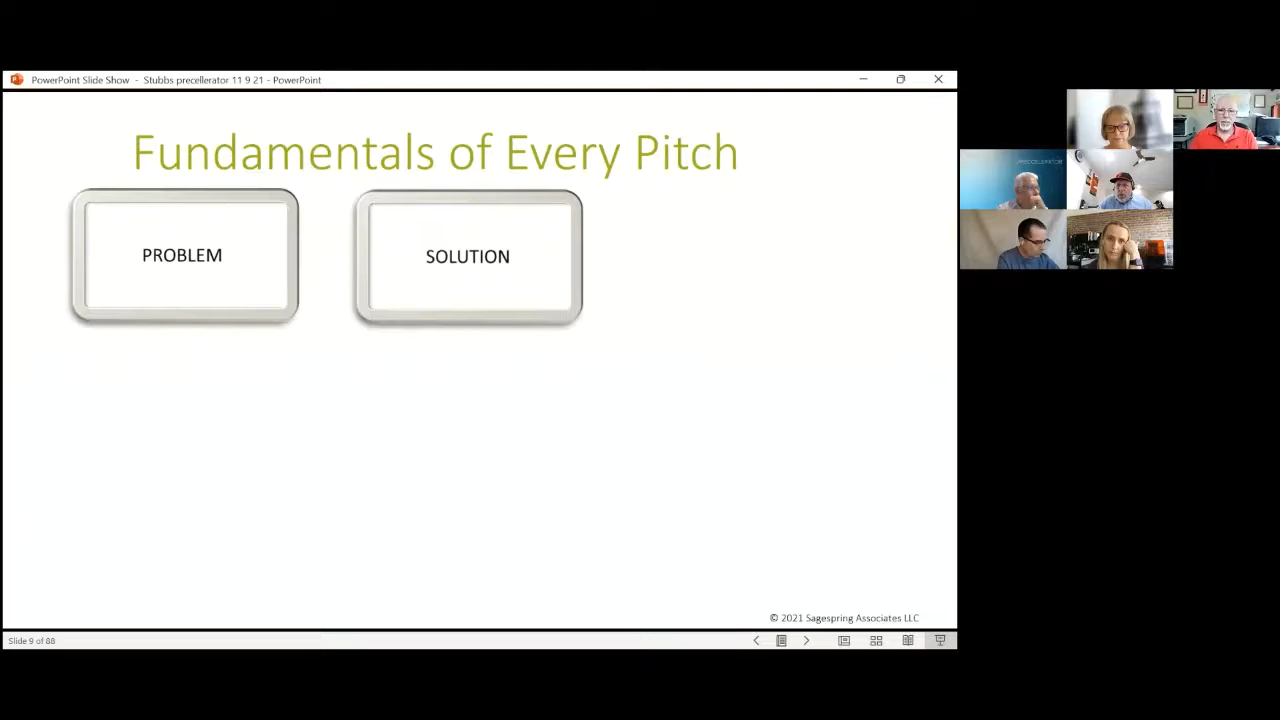 PowerPoint Slide Show - Stubbs precellerator 11 9 21 - PowerPoint
Fundamentals of Every Pitch
PROBLEM
SOLUTION
© 2021 Sagespring Associates LLC
Slide 9 of 88